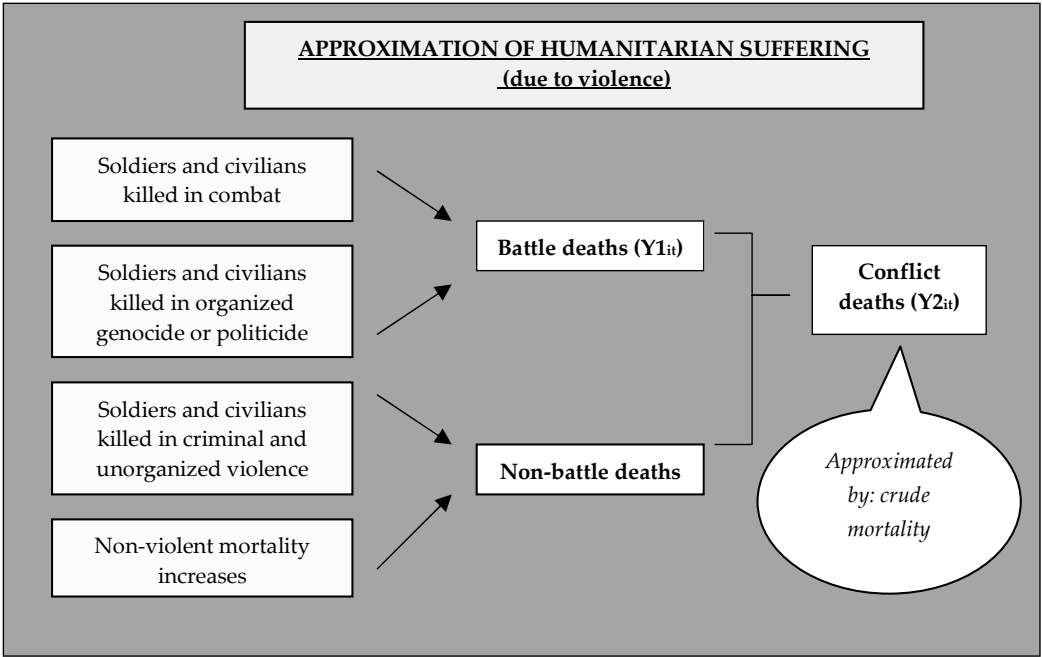 APPROXIMATION OF HUMANITARIAN SUFFERING
(due to violence)
Soldiers and civilians
killed in combat
Soldiers and civilians
killed in organized
genocide or politicide
Soldiers and civilians
killed in criminal and
unorganized violence
Non-violent mortality
increases
Battle deaths (Y1it)
Non-battle deaths
Conflict
deaths (Y2it)
Approximated
by: crude
mortality